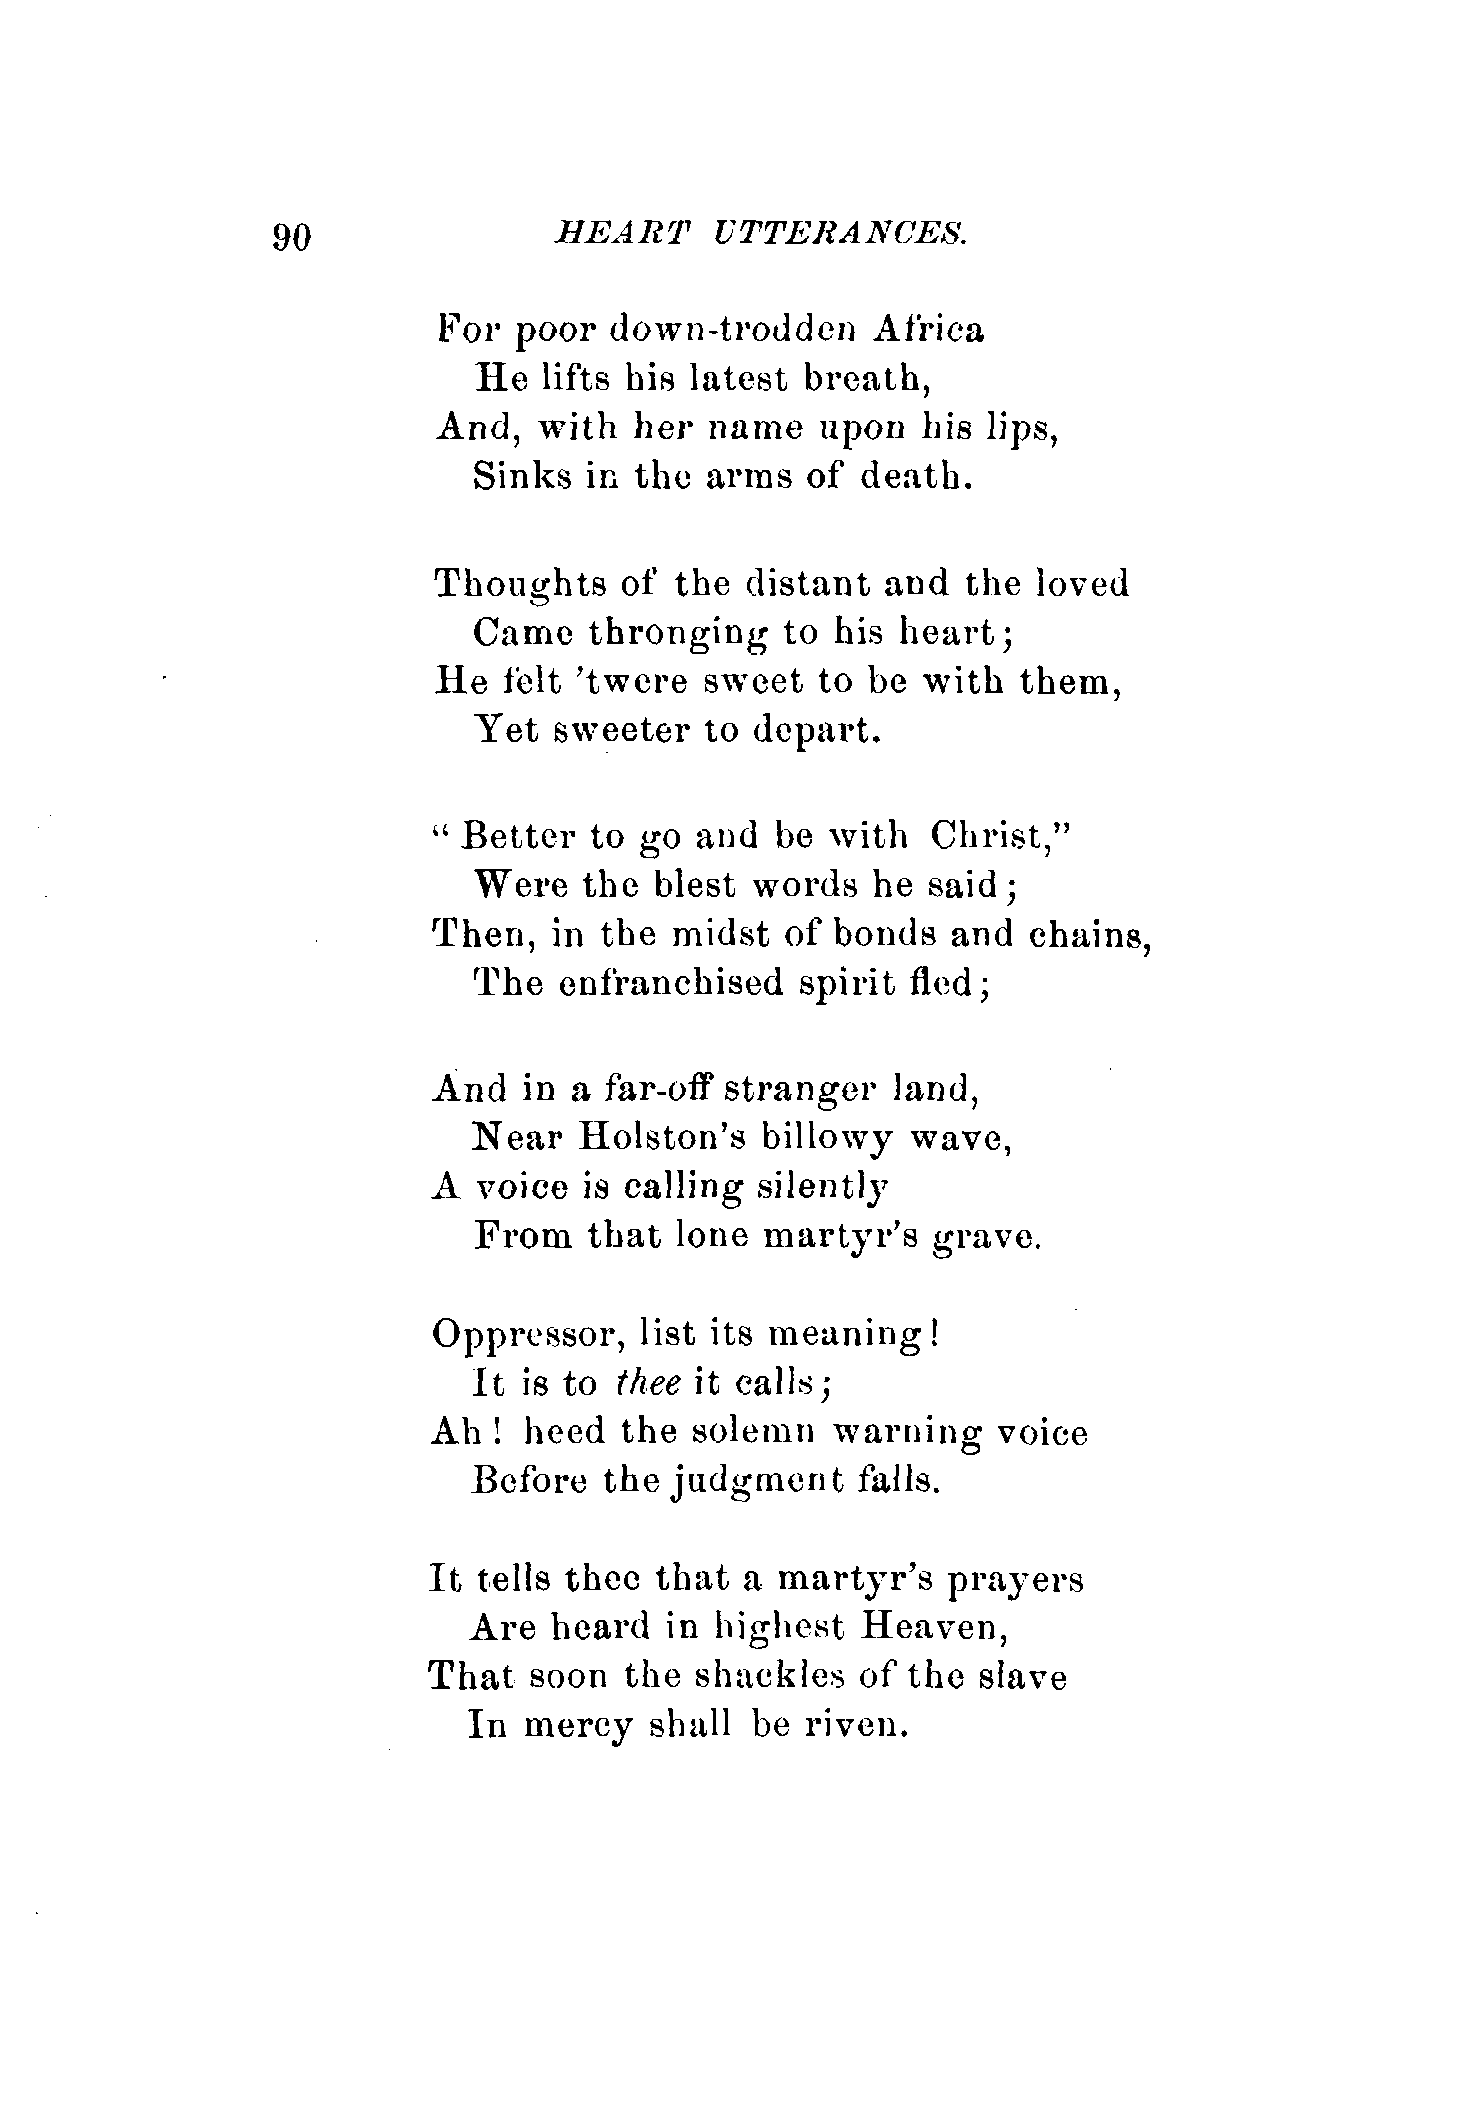 90 HEART UTTERANCES.
For poor down-trodden Africa
He lifts his latest breath,
And, with her name upon his lips,
Sinks in the arms of death.
Thoughts of the distant and the loved
Came thronging to his heart;
He felt 'twere sweet to be with them,
Yet sweeter to depart.
"Better to go and be with Christ,"
Were the blest words he said;
Then, in the midst of bonds and chains,
The enfranchised spirit fled;
And in a far-off stranger land,
Near Holston's billowy wave,
A voice is calling silently
From that lone martyr's grave.
Oppressor, list its meaning!
It is to thee it calls;
Ah! heed the solemn warning voice
Before the judgment falls.
It tells thee that a martyr's prayers
Are heard in highest Heaven,
That soon the shackles of the slave
In mercy shall be riven.